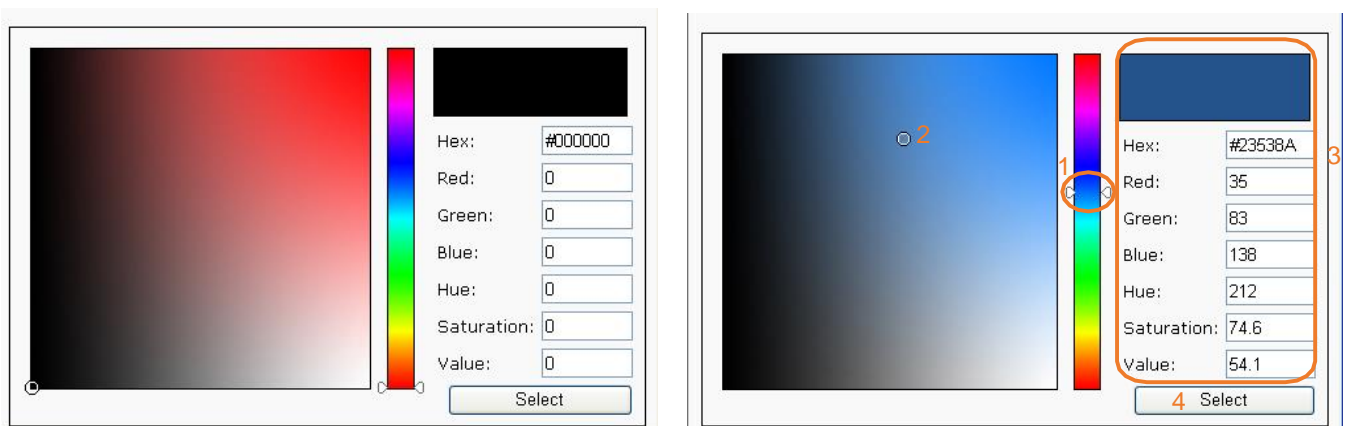 Hex: #000000
Red: 0
Green: 0
Blue: 0
Hue: 0
Saturation: 0
Value: 0
Select
2
1
3
Hex: #23538A
Red: 35
Green: 83
Blue: 138
Hue: 212
Saturation: 74.6
Value: 54.1
4 Select